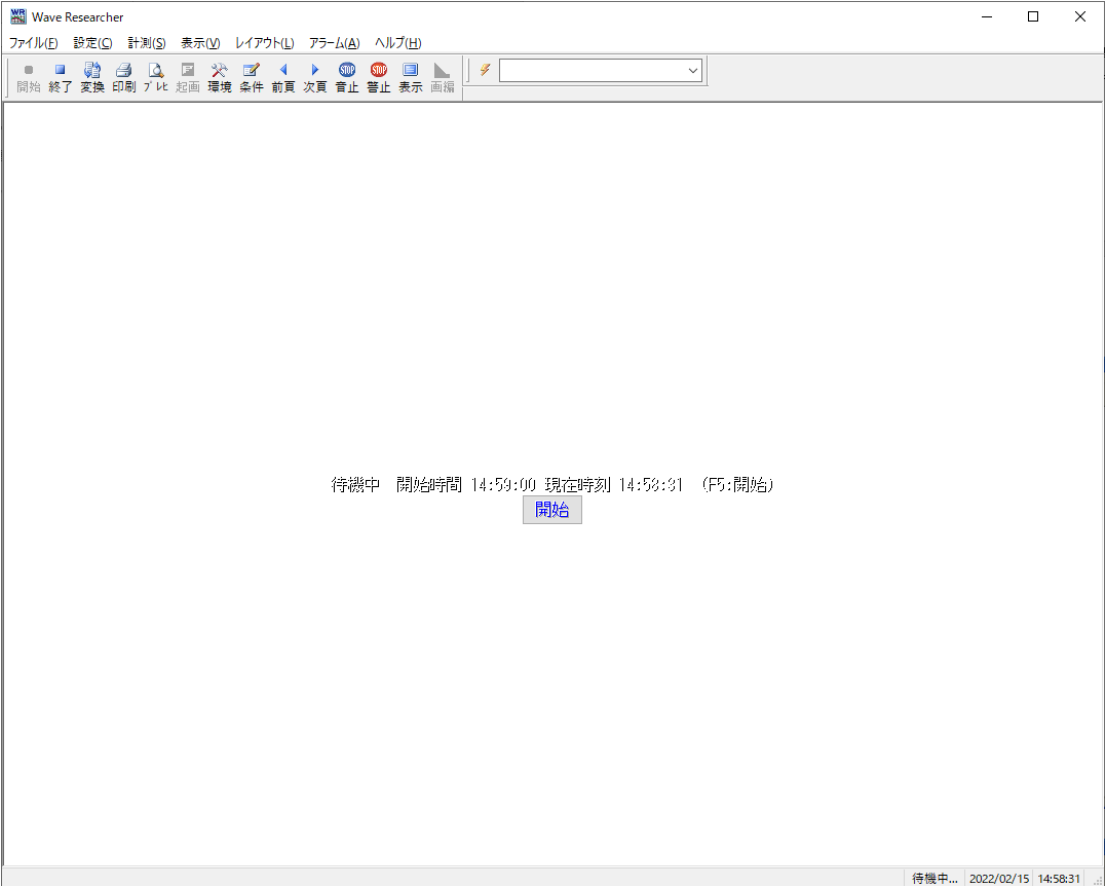 Wave Researcher
ファイル(F) 設定(C) 計測(S) 表示(V) レイアウト(L) アラーム(A) ヘルプ(H)
開始 終了 変換 印刷 プレビ 起画 環境 条件 前頁 次頁 音止 警止 表示 画編
待機中 開始時間 14:59:00 現在時刻 14:58:31 (F5:開始)
開始
待機中... 2022/02/15 14:58:31